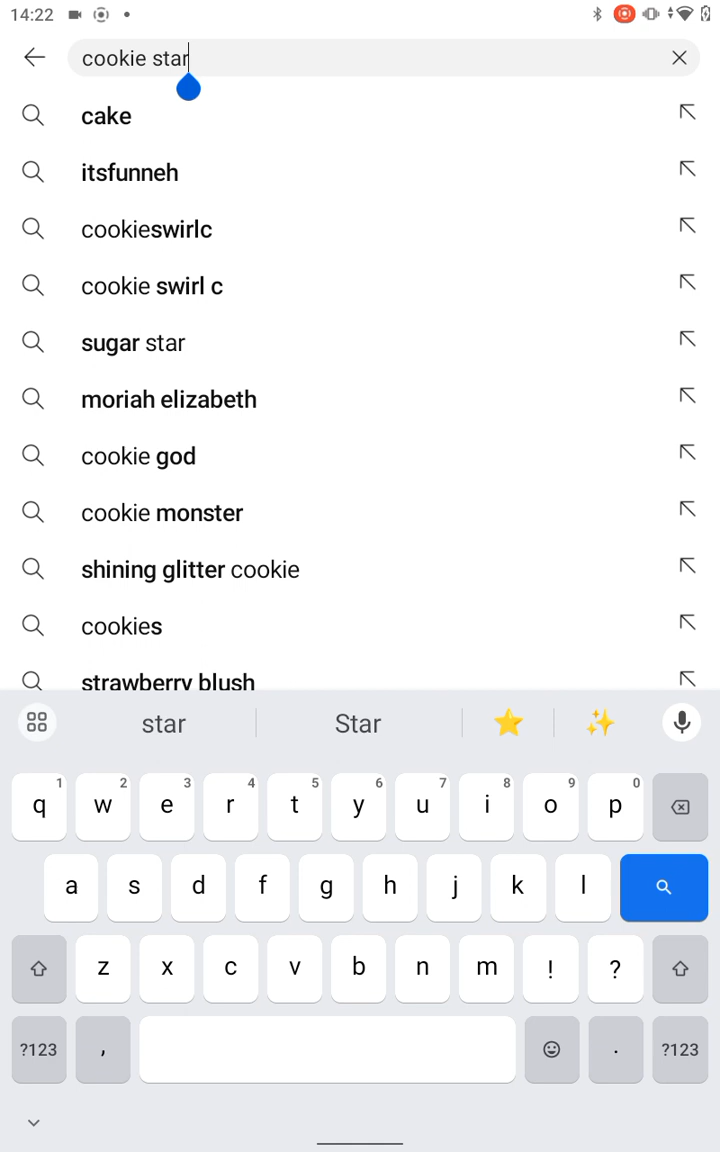 14:22
cookie star
cake
itsfunneh
cookieswirlc
cookie swirl c
sugar star
moriah elizabeth
cookie god
cookie monster
shining glitter cookie
cookies
strawberry blush
star Star
1 2 3 4 5 6 7 8 9 0
q w e r t y u i o p
a s d f g h j k l
z x c v b n m ! ?
?123 , . ?123